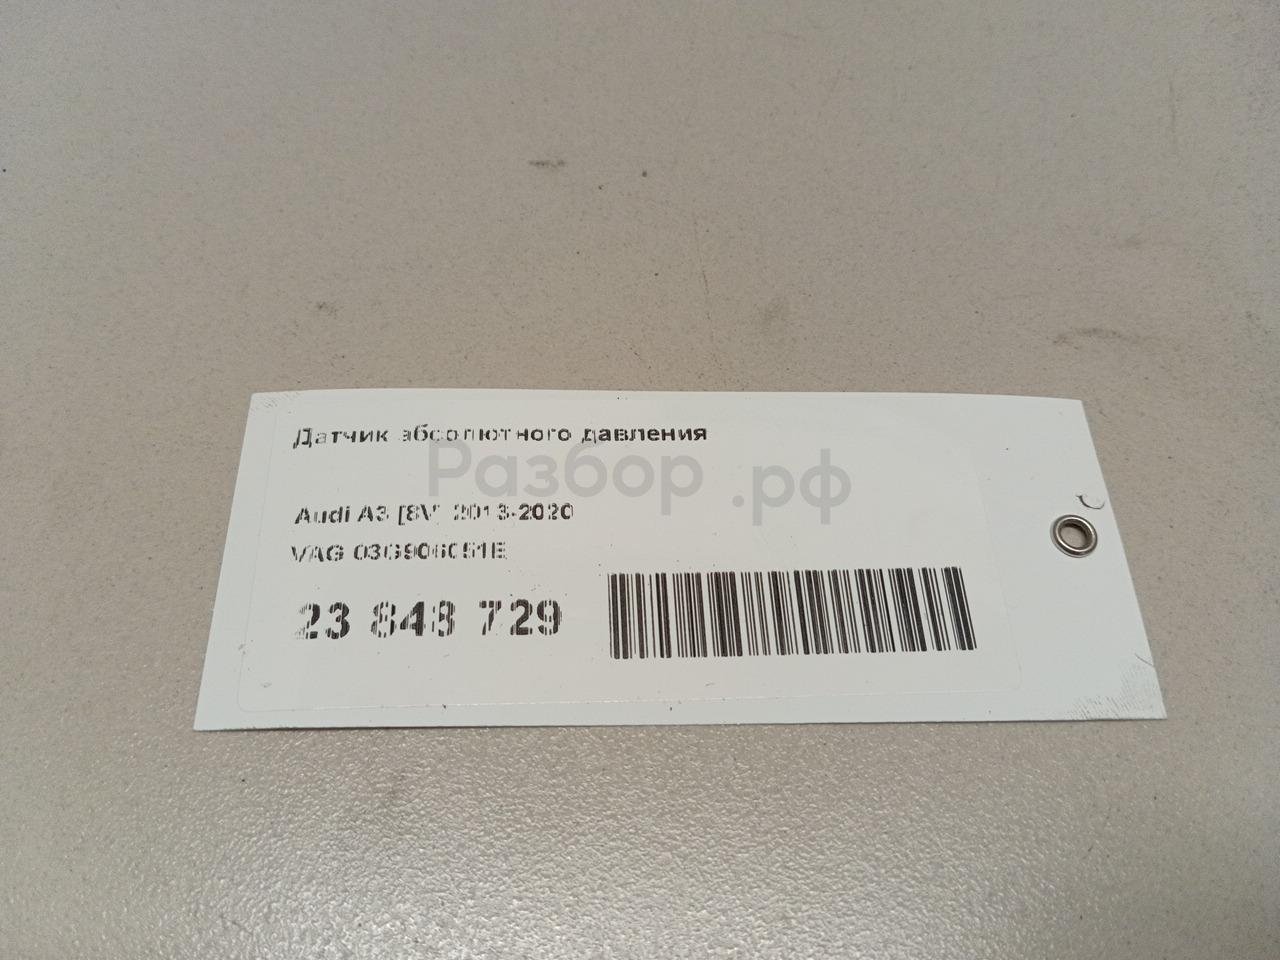 Датчик абсолютного давления
Разбор.рф
Audi A3 [8V] 2013-2020
VAG 03G906051E
23 848 729